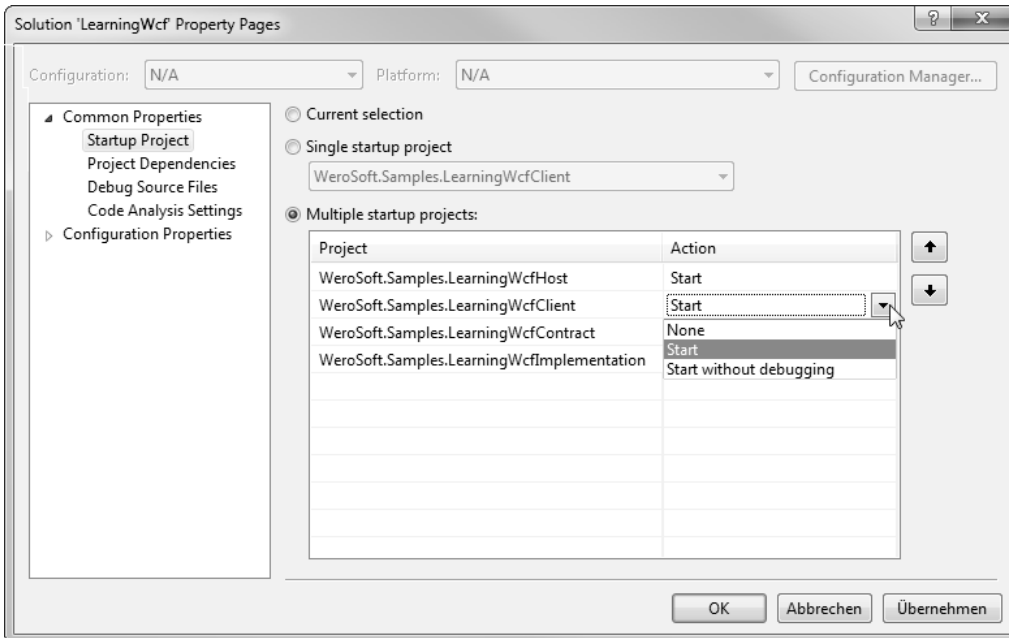 Solution 'LearningWcf' Property Pages
Configuration: N/A Platform: N/A Configuration Manager...
Common Properties
Startup Project
Project Dependencies
Debug Source Files
Code Analysis Settings
Configuration Properties
Current selection
Single startup project
WeroSoft.Samples.LearningWcfClient
Multiple startup projects:
Project Action
WeroSoft.Samples.LearningWcfHost Start
WeroSoft.Samples.LearningWcfClient Start
WeroSoft.Samples.LearningWcfContract
WeroSoft.Samples.LearningWcfImplementation
None
Start
Start without debugging
OK Abbrechen Übernehmen